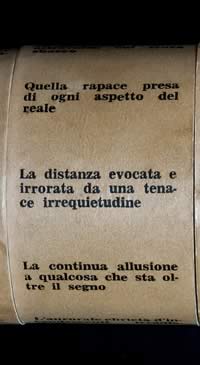 Quella rapace presa
di ogni aspetto del
reale
La distanza evocata e
irrorata da una tena-
ce irrequietudine
La continua allusione
a qualcosa che sta ol-
tre il segno